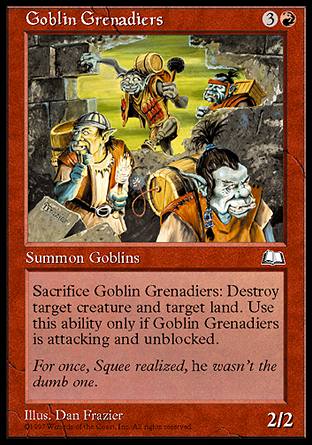 Goblin Grenadiers 3
Summon Goblins
Sacrifice Goblin Grenadiers: Destroy
target creature and target land. Use
this ability only if Goblin Grenadiers
is attacking and unblocked.
For once, Squee realized, he wasn't the
dumb one.
Illus. Dan Frazier 2/2
©1997 Wizards of the Coast, Inc. All rights reserved.